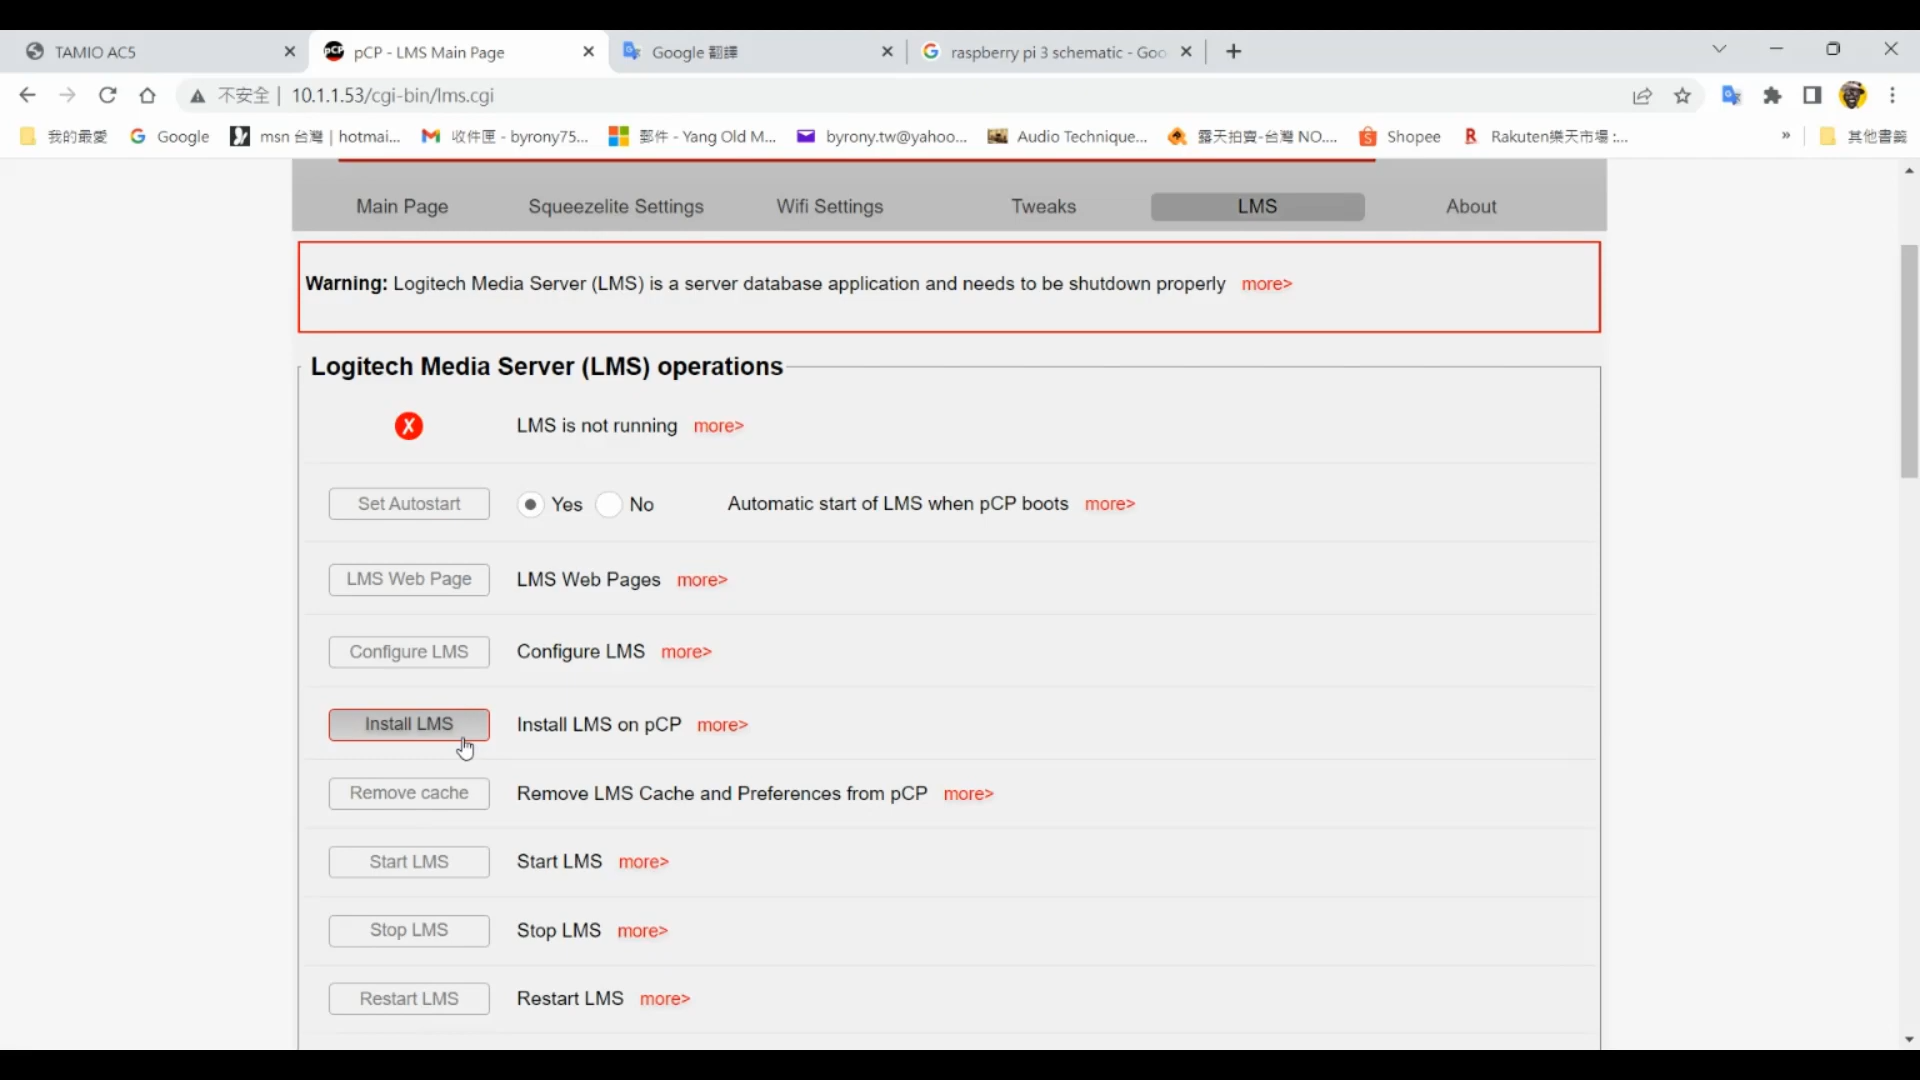 TAMIO AC5
pCP - LMS Main Page
Google 翻譯
raspberry pi 3 schematic - Goo
不安全 | 10.1.1.53/cgi-bin/lms.cgi
我的最愛
Google
msn 台灣 | hotmai...
收件匣 - byrony75...
郵件 - Yang Old M...
byrony.tw@yahoo...
Audio Technique...
露天拍賣-台灣 NO....
Shopee
Rakuten樂天市場 :...
»
其他書籤
Main Page
Squeezelite Settings
Wifi Settings
Tweaks
LMS
About
Warning: Logitech Media Server (LMS) is a server database application and needs to be shutdown properly more>
Logitech Media Server (LMS) operations
X LMS is not running more>
Set Autostart Yes No Automatic start of LMS when pCP boots more>
LMS Web Page LMS Web Pages more>
Configure LMS Configure LMS more>
Install LMS Install LMS on pCP more>
Remove cache Remove LMS Cache and Preferences from pCP more>
Start LMS Start LMS more>
Stop LMS Stop LMS more>
Restart LMS Restart LMS more>